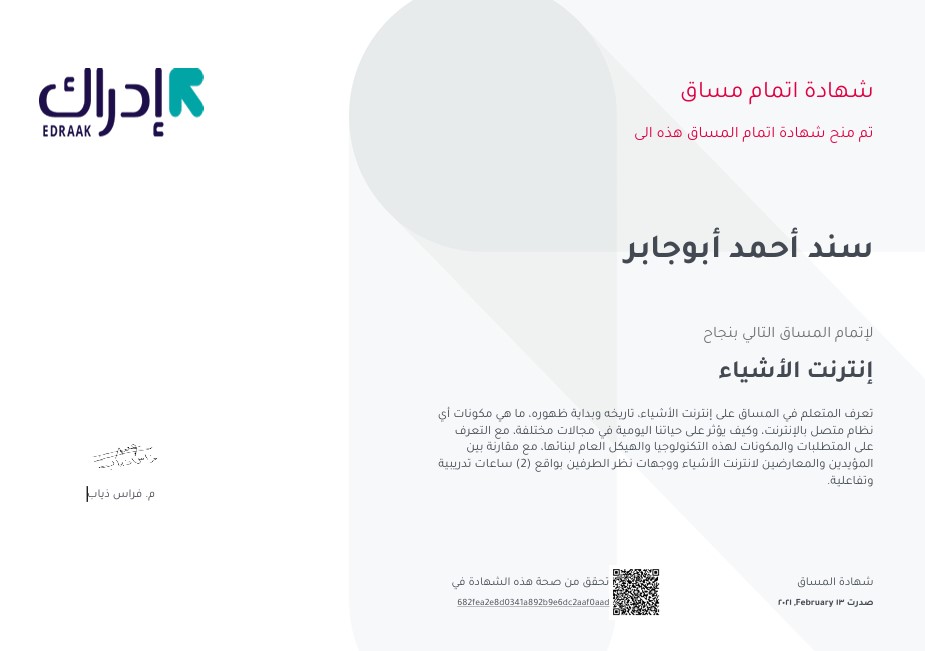 إدراك
EDRAAK
شهادة اتمام مساق
تم منح شهادة اتمام المساق هذه الى
سند أحمد أبوجابر
لإتمام المساق التالي بنجاح
إنترنت الأشياء
تعرف المتعلم في المساق على إنترنت الأشياء، تاريخه وبداية ظهوره، ما هي مكونات أي
نظام متصل بالإنترنت، وكيف يؤثر على حياتنا اليومية في مجالات مختلفة، مع التعرف
على المتطلبات والمكونات لهذه التكنولوجيا والهيكل العام لبنائها، مع مقارنة بين
المؤيدين والمعارضين لانترنت الأشياء ووجهات نظر الطرفين بواقع (2) ساعات تدريبية
وتفاعلية.
م. فراس ذياب
شهادة المساق
صدرت ١٣ February, ٢٠٢١
تحقق من صحة هذه الشهادة في
682fea2e8d0341a892b9e6dc2aaf0aad